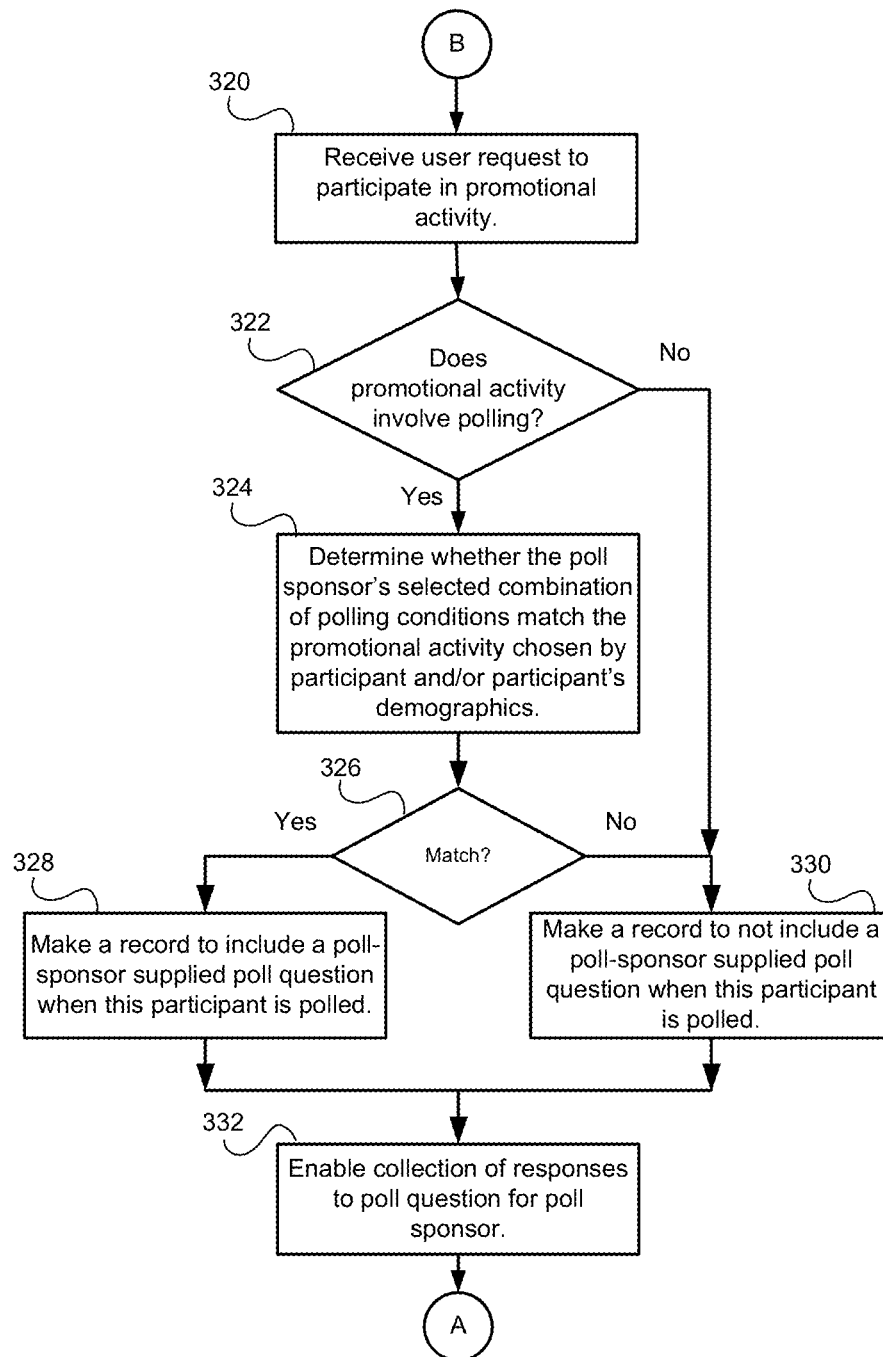 B
320
Receive user request to
participate in promotional
activity.
322
Does
promotional activity
involve polling?
No
Yes
324
Determine whether the poll
sponsor's selected combination
of polling conditions match the
promotional activity chosen by
participant and/or participant's
demographics.
326
Yes
Match?
No
328
Make a record to include a poll-
sponsor supplied poll question
when this participant is polled.
330
Make a record to not include a
poll-sponsor supplied poll
question when this participant
is polled.
332
Enable collection of responses
to poll question for poll
sponsor.
A